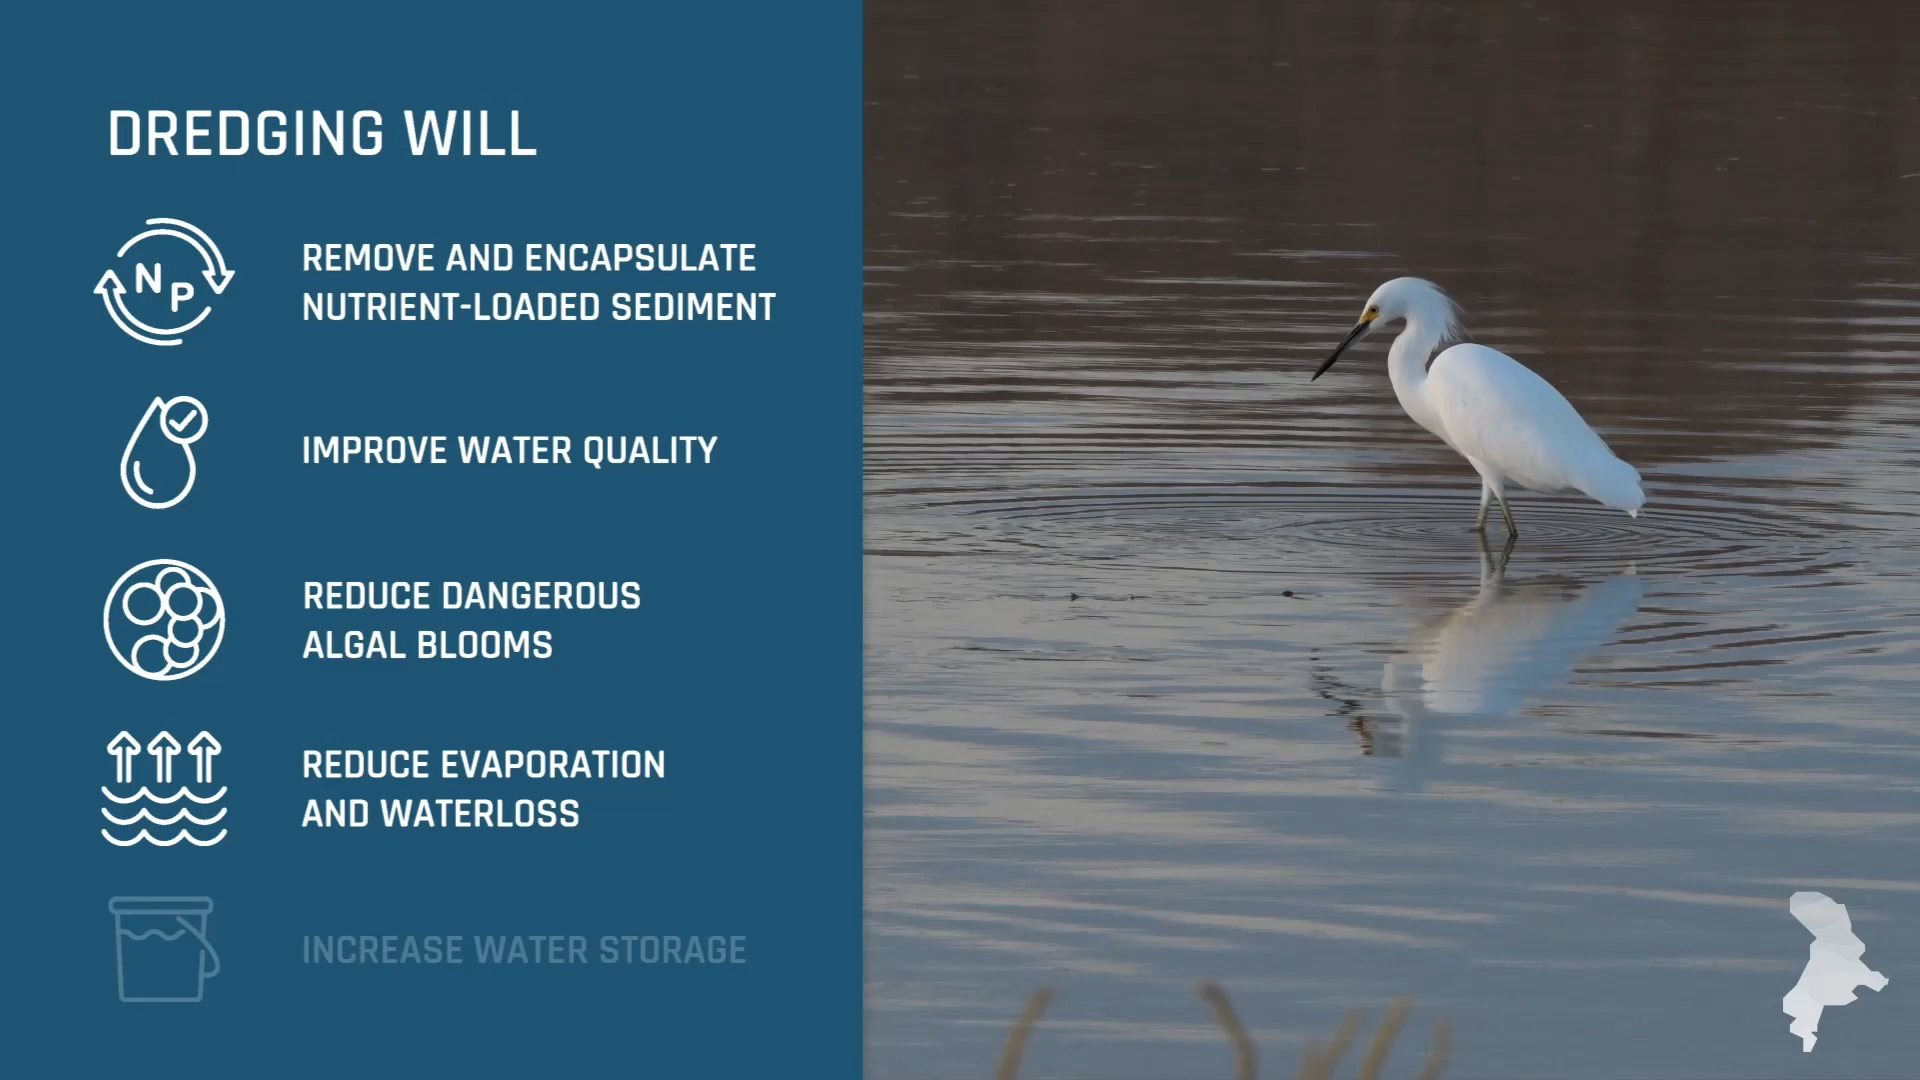 DREDGING WILL
N P
REMOVE AND ENCAPSULATE
NUTRIENT-LOADED SEDIMENT
IMPROVE WATER QUALITY
REDUCE DANGEROUS
ALGAL BLOOMS
REDUCE EVAPORATION
AND WATERLOSS
INCREASE WATER STORAGE